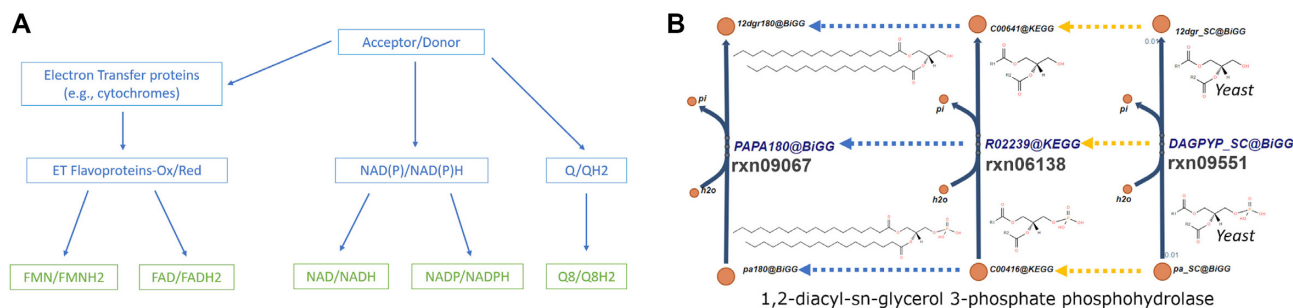 A
Acceptor/Donor
Electron Transfer proteins
(e.g., cytochromes)
ET Flavoproteins-Ox/Red
NAD(P)/NAD(P)H
Q/QH2
FMN/FMNH2
FAD/FADH2
NAD/NADH
NADP/NADPH
Q8/Q8H2
B
12dgr180@BiGG
C00641@KEGG
12dgr_SC@BiGG
0.01
Yeast
pi
pi
pi
PAPA180@BiGG
rxn09067
R02239@KEGG
rxn06138
DAGPYP_SC@BiGG
rxn09551
h2o
h2o
h2o
Yeast
0.01
pa180@BiGG
C00416@KEGG
pa_SC@BiGG
1,2-diacyl-sn-glycerol 3-phosphate phosphohydrolase